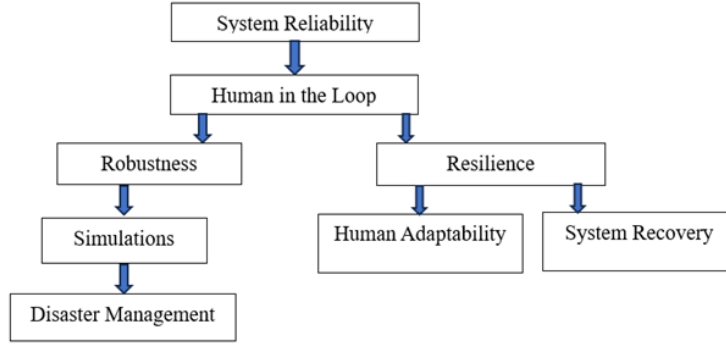 System Reliability
Human in the Loop
Robustness
Resilience
Simulations
Human Adaptability
System Recovery
Disaster Management